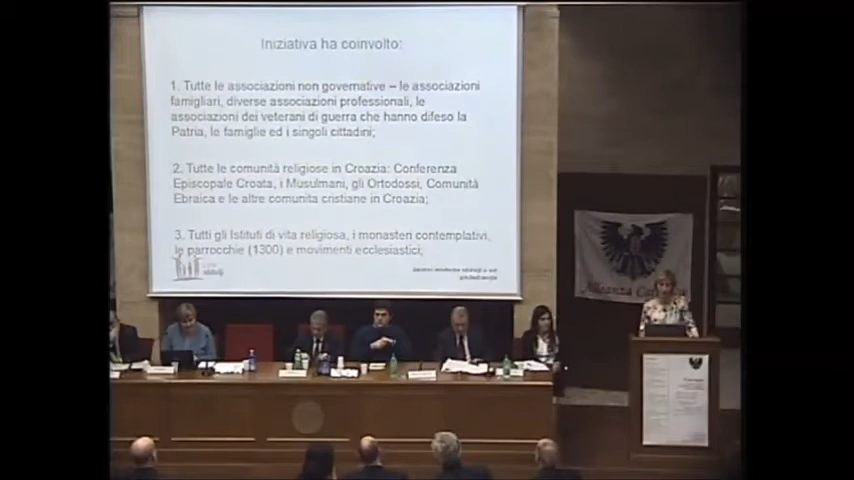 Iniziativa ha coinvolto:
1. Tutte le associazioni non governative – le associazioni
famigliari, diverse associazioni professionali, le
associazioni dei veterani di guerra che hanno difeso la
Patria, le famiglie ed i singoli cittadini;
2. Tutte le comunità religiose in Croazia: Conferenza
Episcopale Croata, i Musulmani, gli Ortodossi, Comunità
Ebraica e le altre comunita cristiane in Croazia;
3. Tutti gli Istituti di vita religiosa, i monasteri contemplativi,
le parrocchie (1300) e movimenti ecclesiastici;
Alleanza